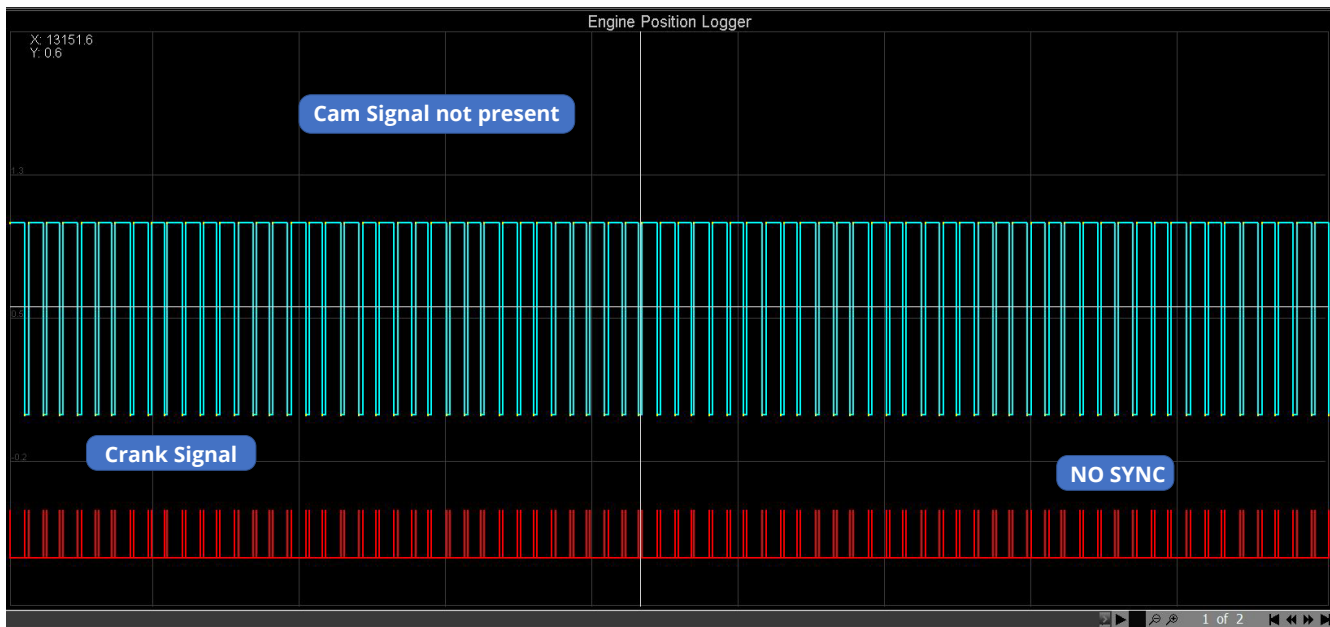 Engine Position Logger
X: 13151.6
Y: 0.6
Cam Signal not present
1.3
0.5
Crank Signal
-0.2
NO SYNC
1 of 2